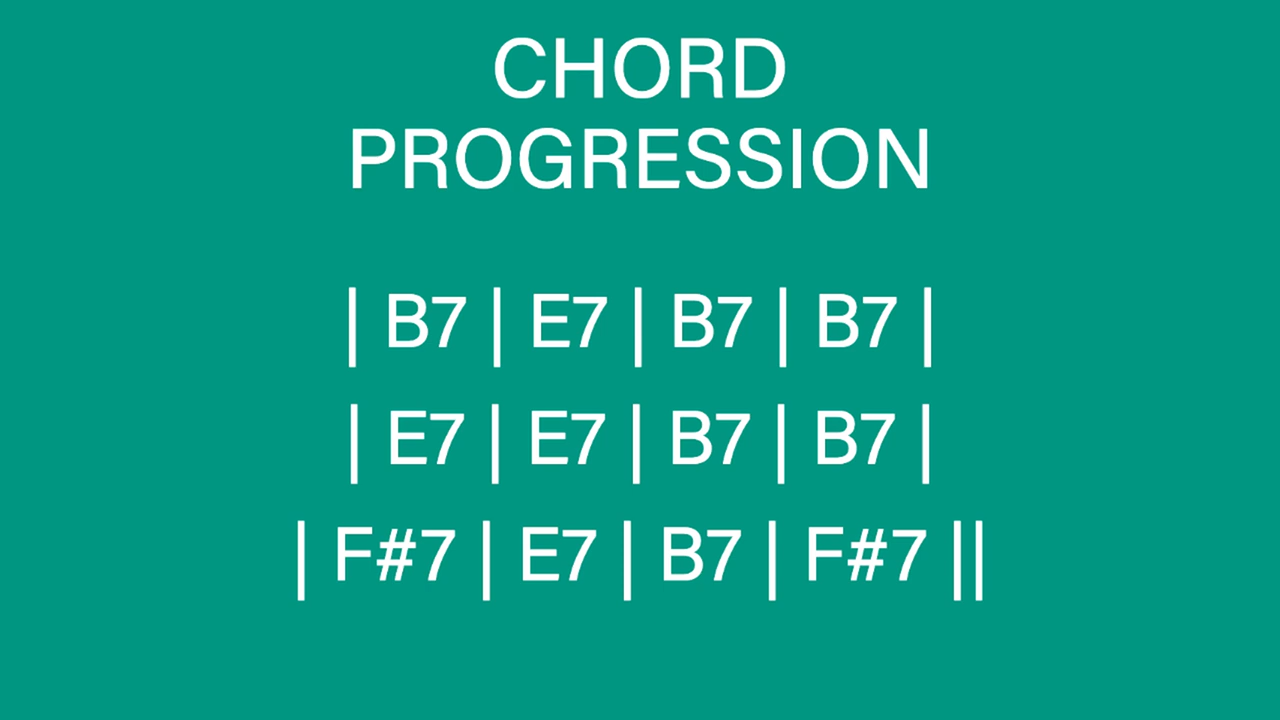 CHORD
PROGRESSION
| B7 | E7 | B7 | B7 |
| E7 | E7 | B7 | B7 |
| F#7 | E7 | B7 | F#7 ||